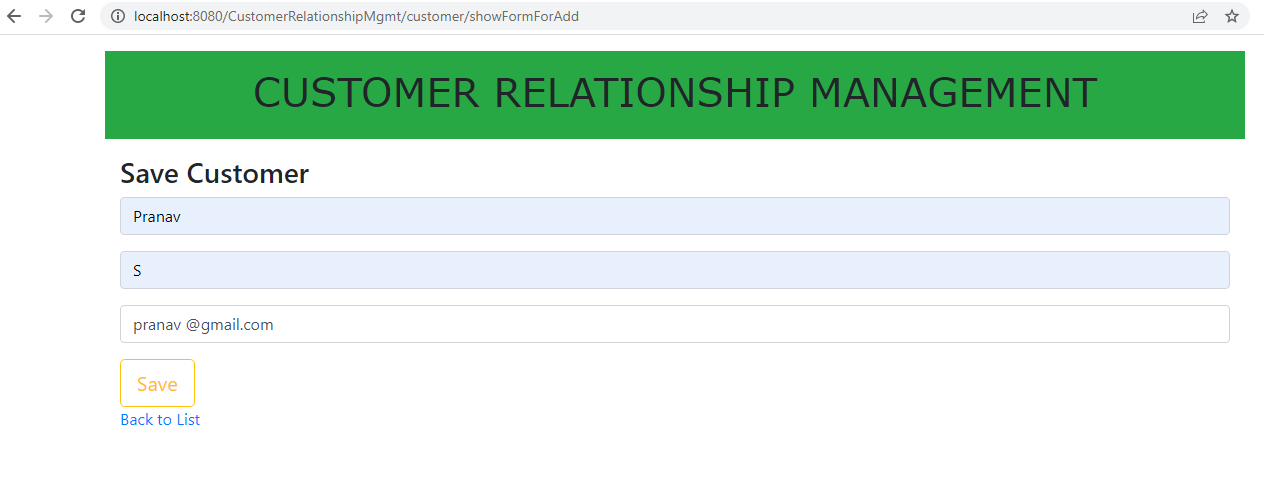 localhost:8080/CustomerRelationshipMgmt/customer/showFormForAdd
CUSTOMER RELATIONSHIP MANAGEMENT
Save Customer
Pranav
S
pranav @gmail.com
Save
Back to List